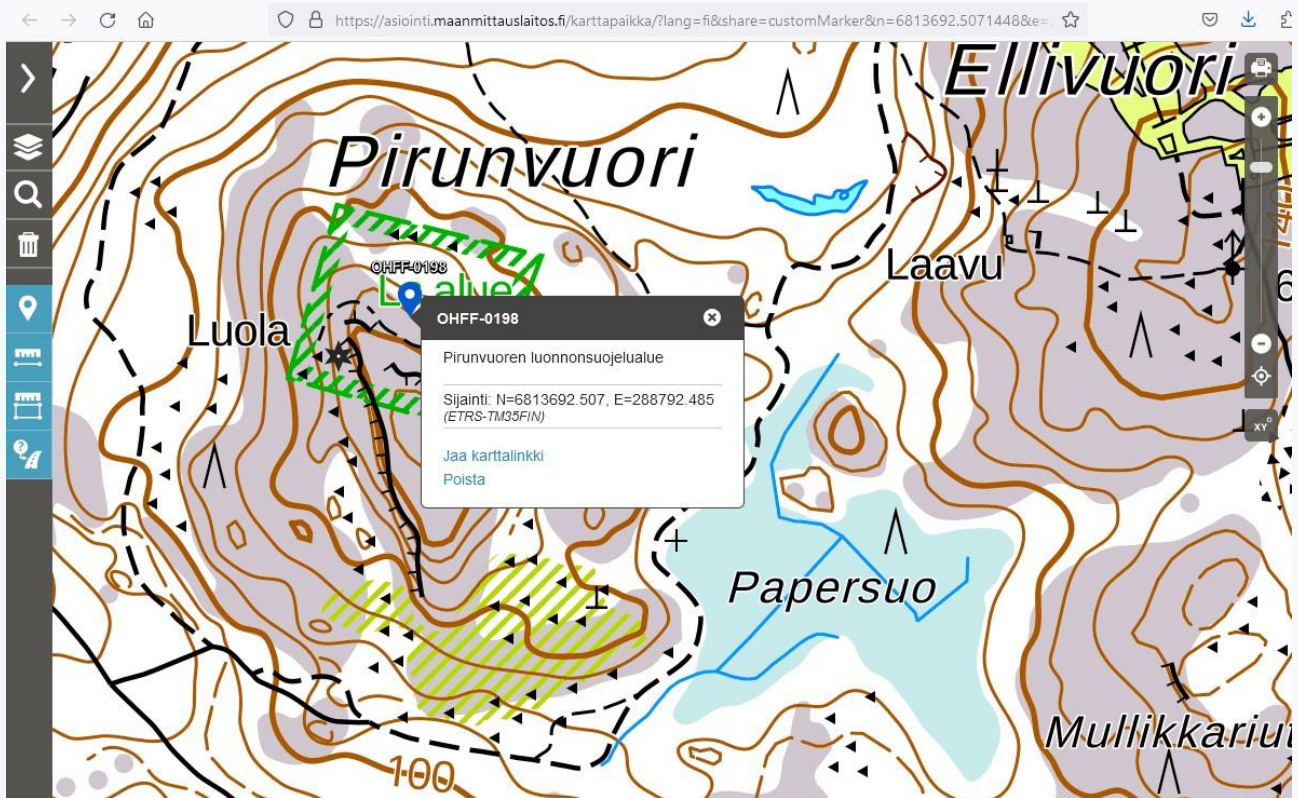 https://asiointi.maanmittauslaitos.fi/karttapaikka/?lang=fi&share=customMarker&n=6813692.5071448&e=
Ellivuori
Pirunvuori
OHFF-0198
Laavu
Luola
OHFF-0198
Pirunvuoren luonnonsuojelualue
Sijainti: N=6813692.507, E=288792.485
(ETRS-TM35FIN)
Jaa karttalinkki
Poista
XY
Papersuo
Mullikkariut
100